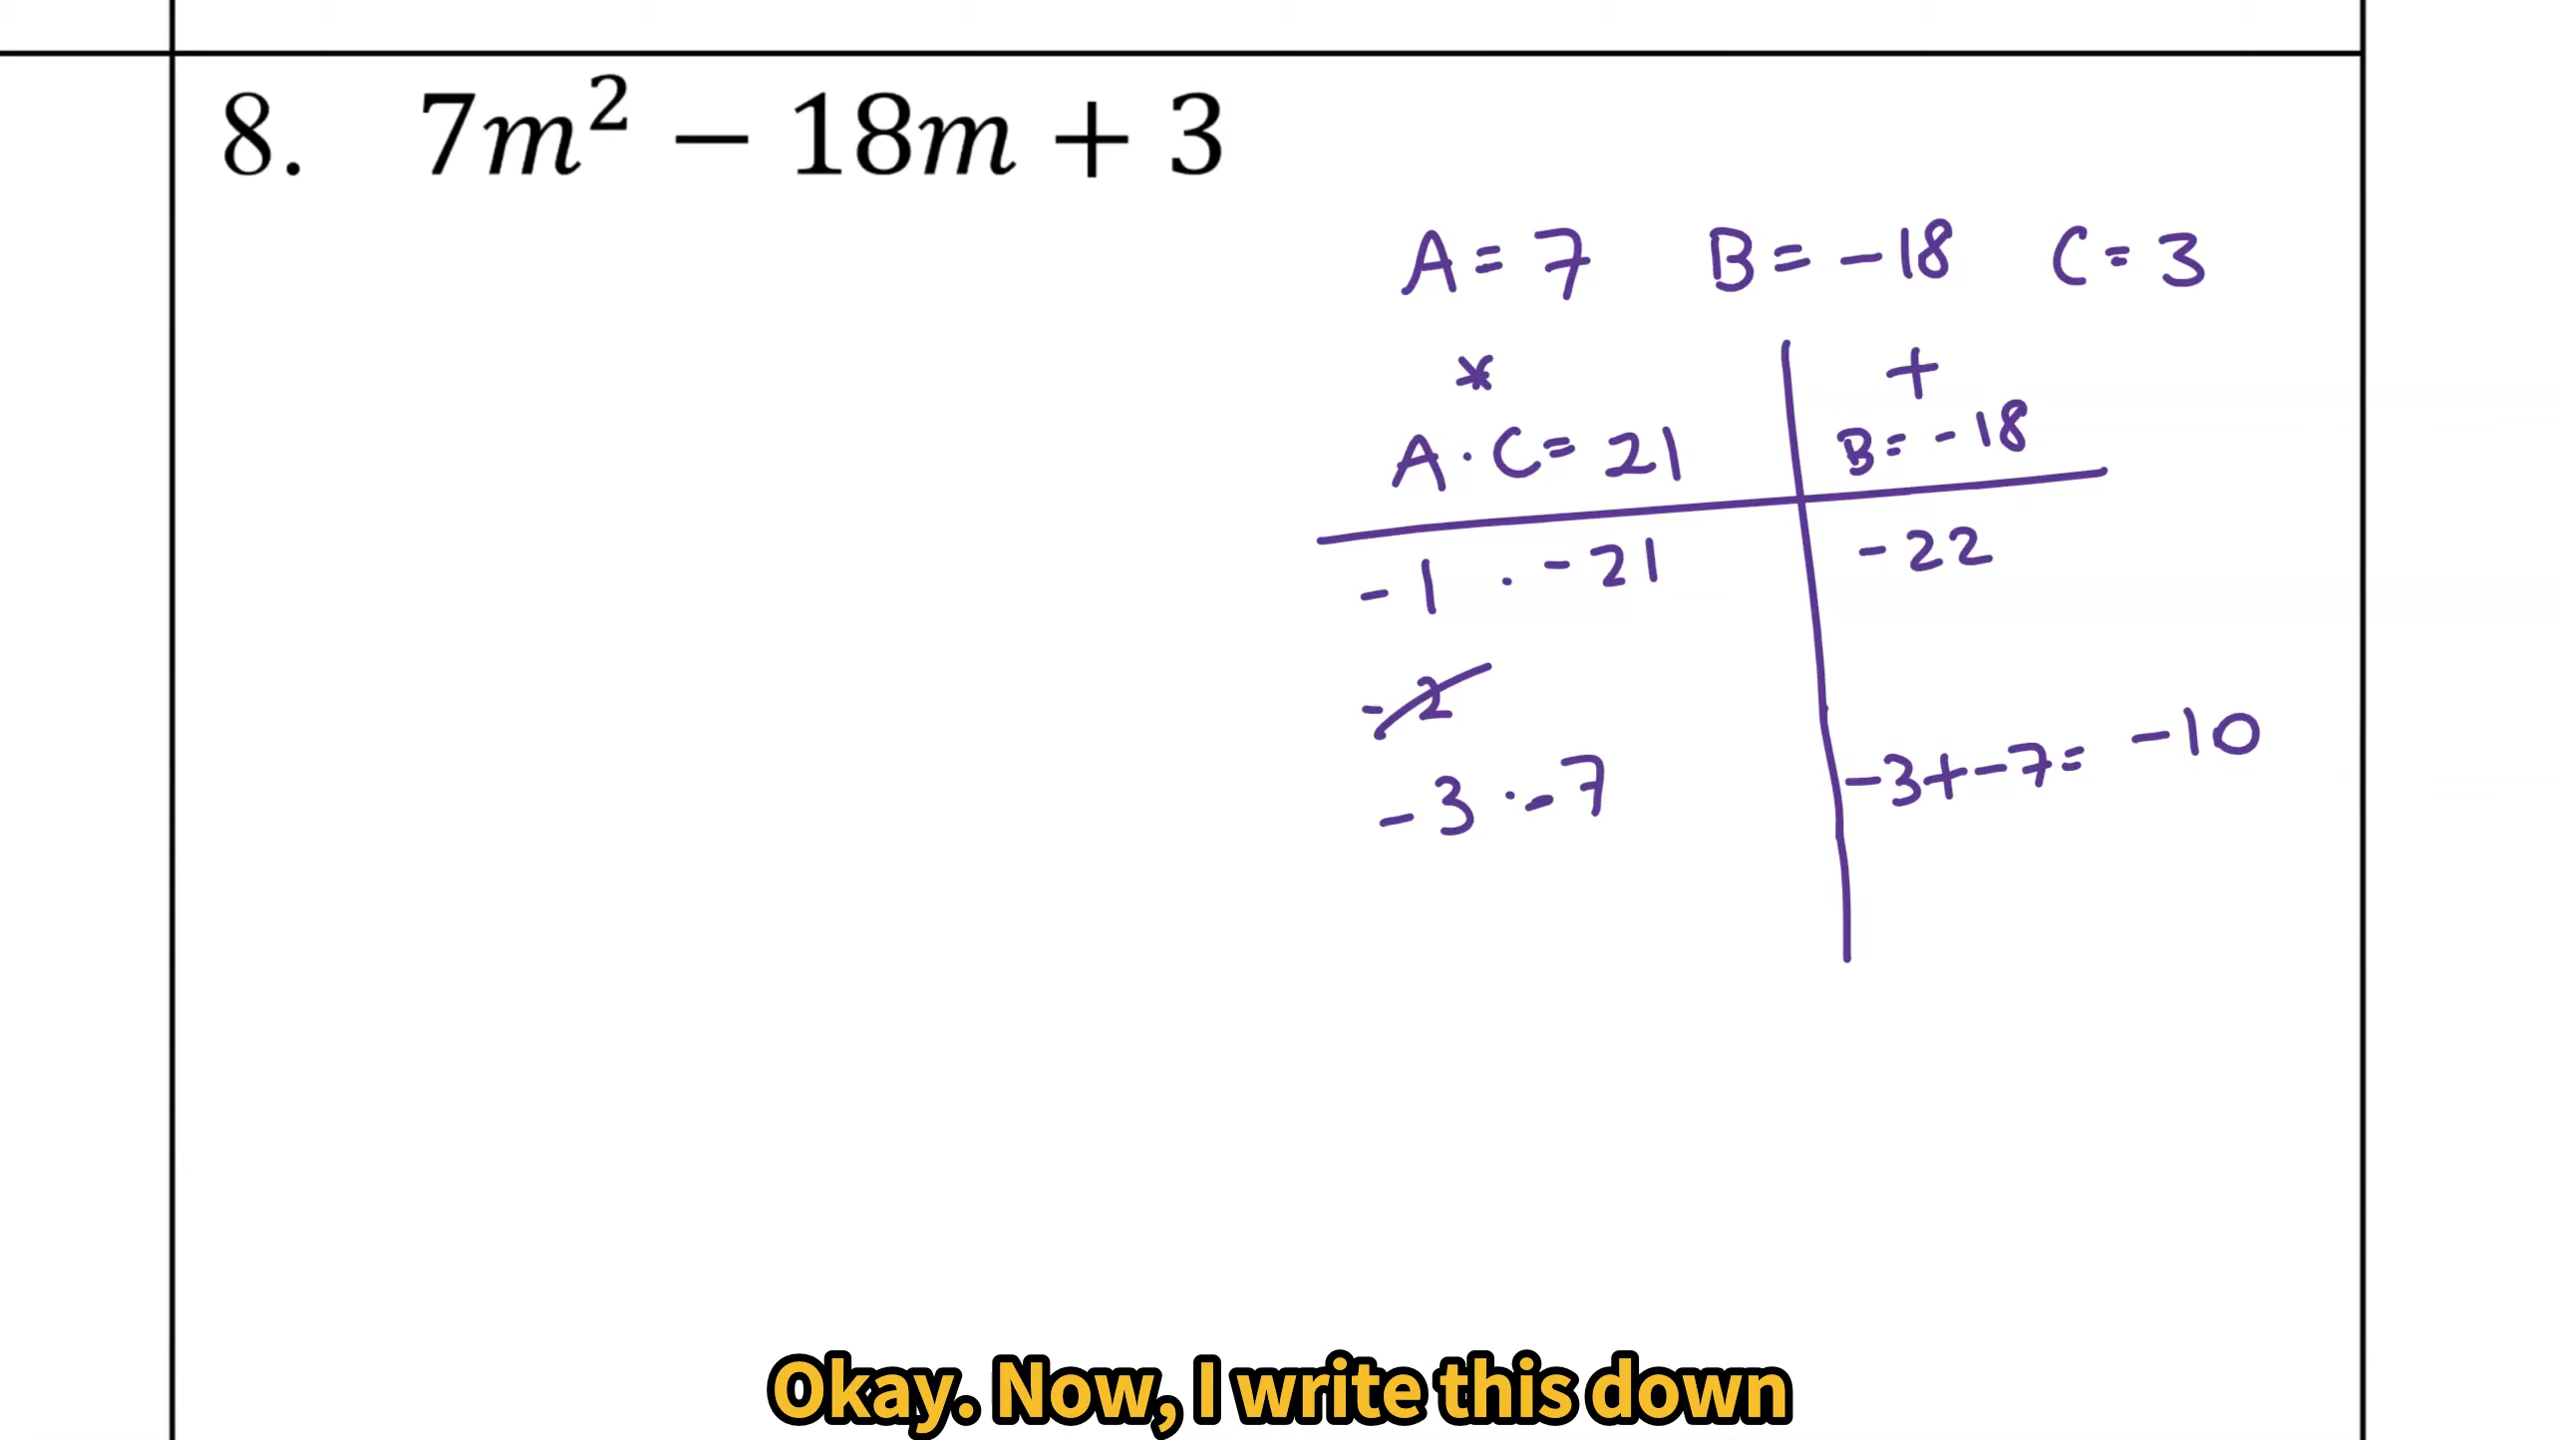 8. 7m² − 18m + 3
A = 7 B = -18 C = 3
* +
A · C = 21 B = -18
-1 · -21 -22
-2
-3 · -7 -3 + -7 = -10
Okay. Now, I write this down